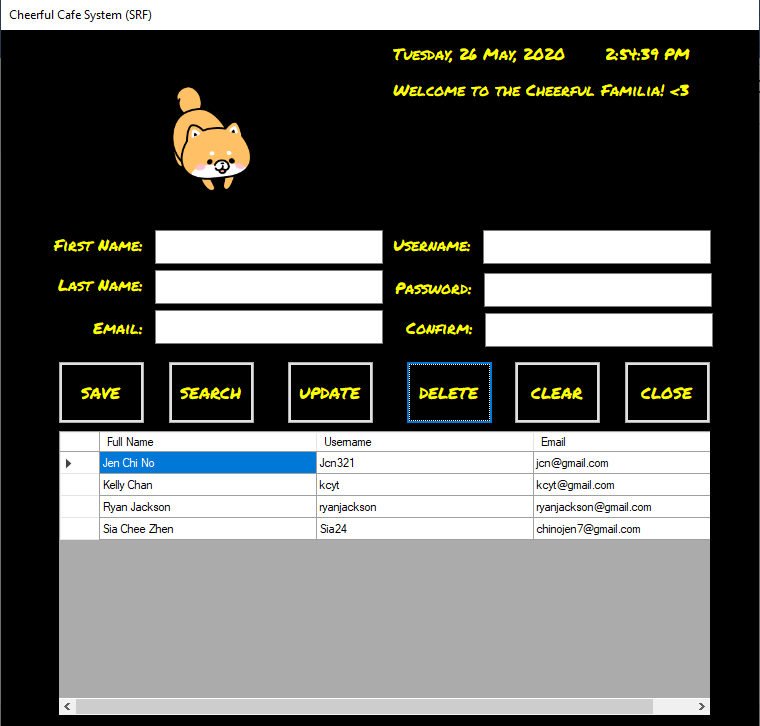 Cheerful Cafe System (SRF)
Tuesday, 26 May, 2020 2:54:39 PM
Welcome to the Cheerful Familia! <3
First Name: Username:
Last Name: Password:
Email: Confirm:
SAVE SEARCH UPDATE DELETE CLEAR CLOSE
Full Name Username Email
Jen Chi No Jcn321 jcn@gmail.com
Kelly Chan kcyt kcyt@gmail.com
Ryan Jackson ryanjackson ryanjackson@gmail.com
Sia Chee Zhen Sia24 chinojen7@gmail.com